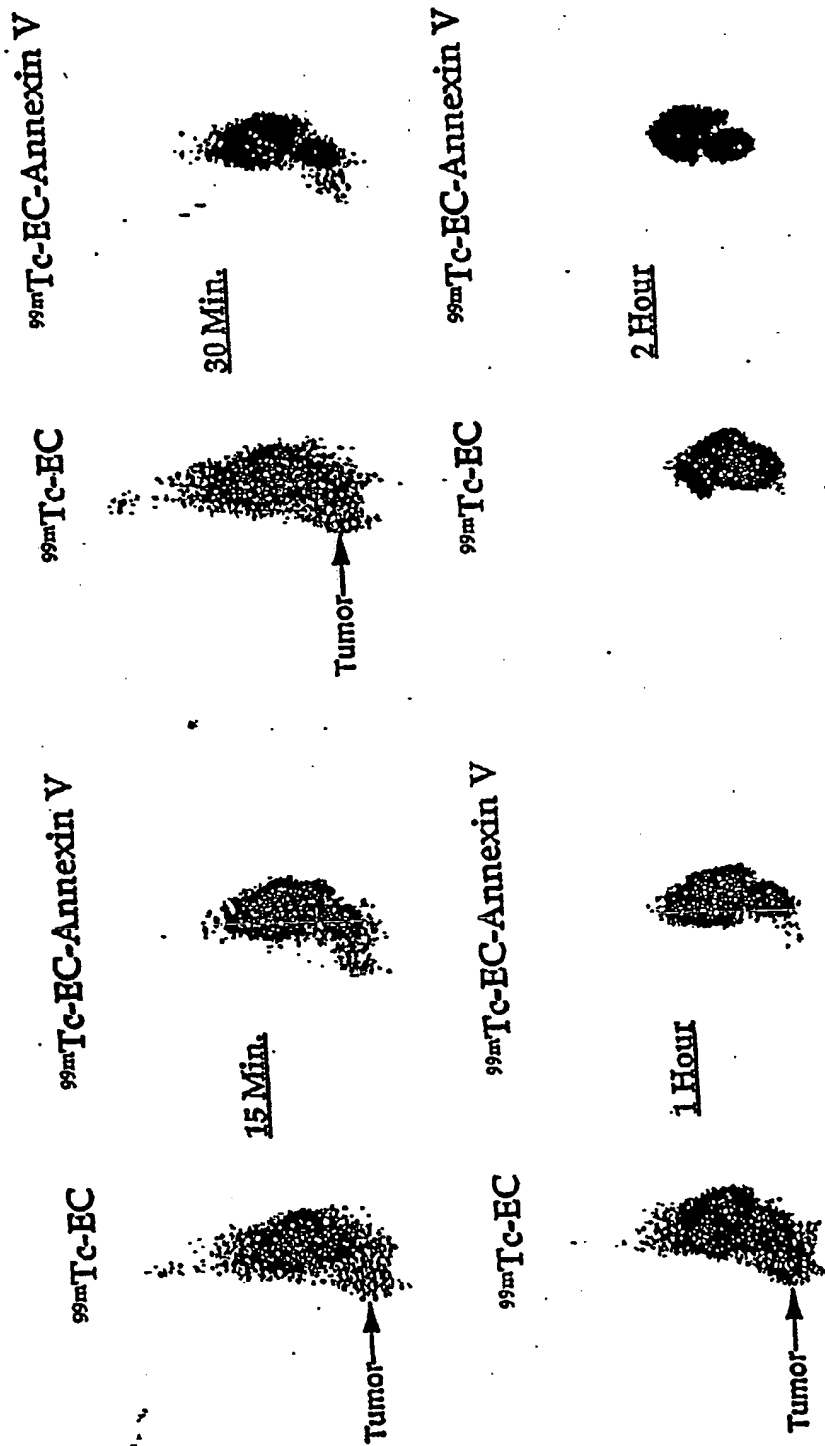 99mTc-EC 99mTc-EC-Annexin V 99mTc-EC 99mTc-EC-Annexin V
15 Min. 30 Min.
Tumor Tumor
99mTc-EC 99mTc-EC-Annexin V 99mTc-EC 99mTc-EC-Annexin V
1 Hour 2 Hour
Tumor